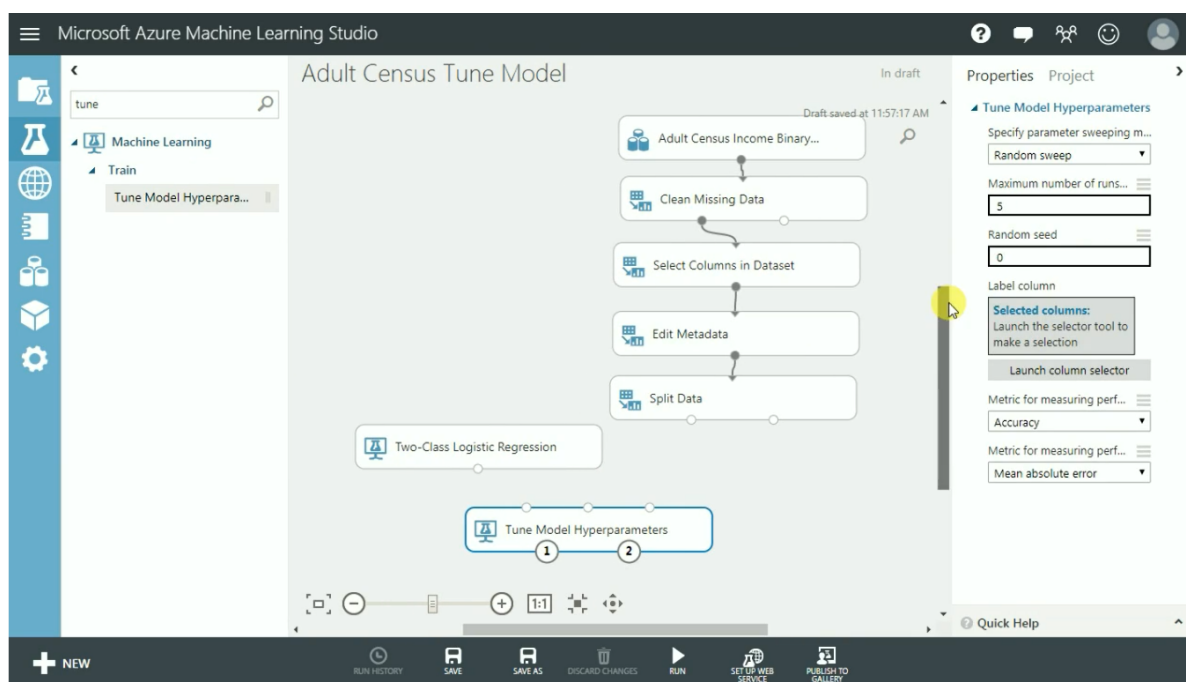 Microsoft Azure Machine Learning Studio
tune
Machine Learning
Train
Tune Model Hyperpara...
Adult Census Tune Model
In draft
Draft saved at 11:57:17 AM
Adult Census Income Binary...
Clean Missing Data
Select Columns in Dataset
Edit Metadata
Split Data
Two-Class Logistic Regression
Tune Model Hyperparameters
1
2
1:1
Properties Project
Tune Model Hyperparameters
Specify parameter sweeping m...
Random sweep
Maximum number of runs...
5
Random seed
0
Label column
Selected columns:
Launch the selector tool to
make a selection
Launch column selector
Metric for measuring perf...
Accuracy
Metric for measuring perf...
Mean absolute error
Quick Help
NEW
RUN HISTORY
SAVE
SAVE AS
DISCARD CHANGES
RUN
SET UP WEB
SERVICE
PUBLISH TO
GALLERY